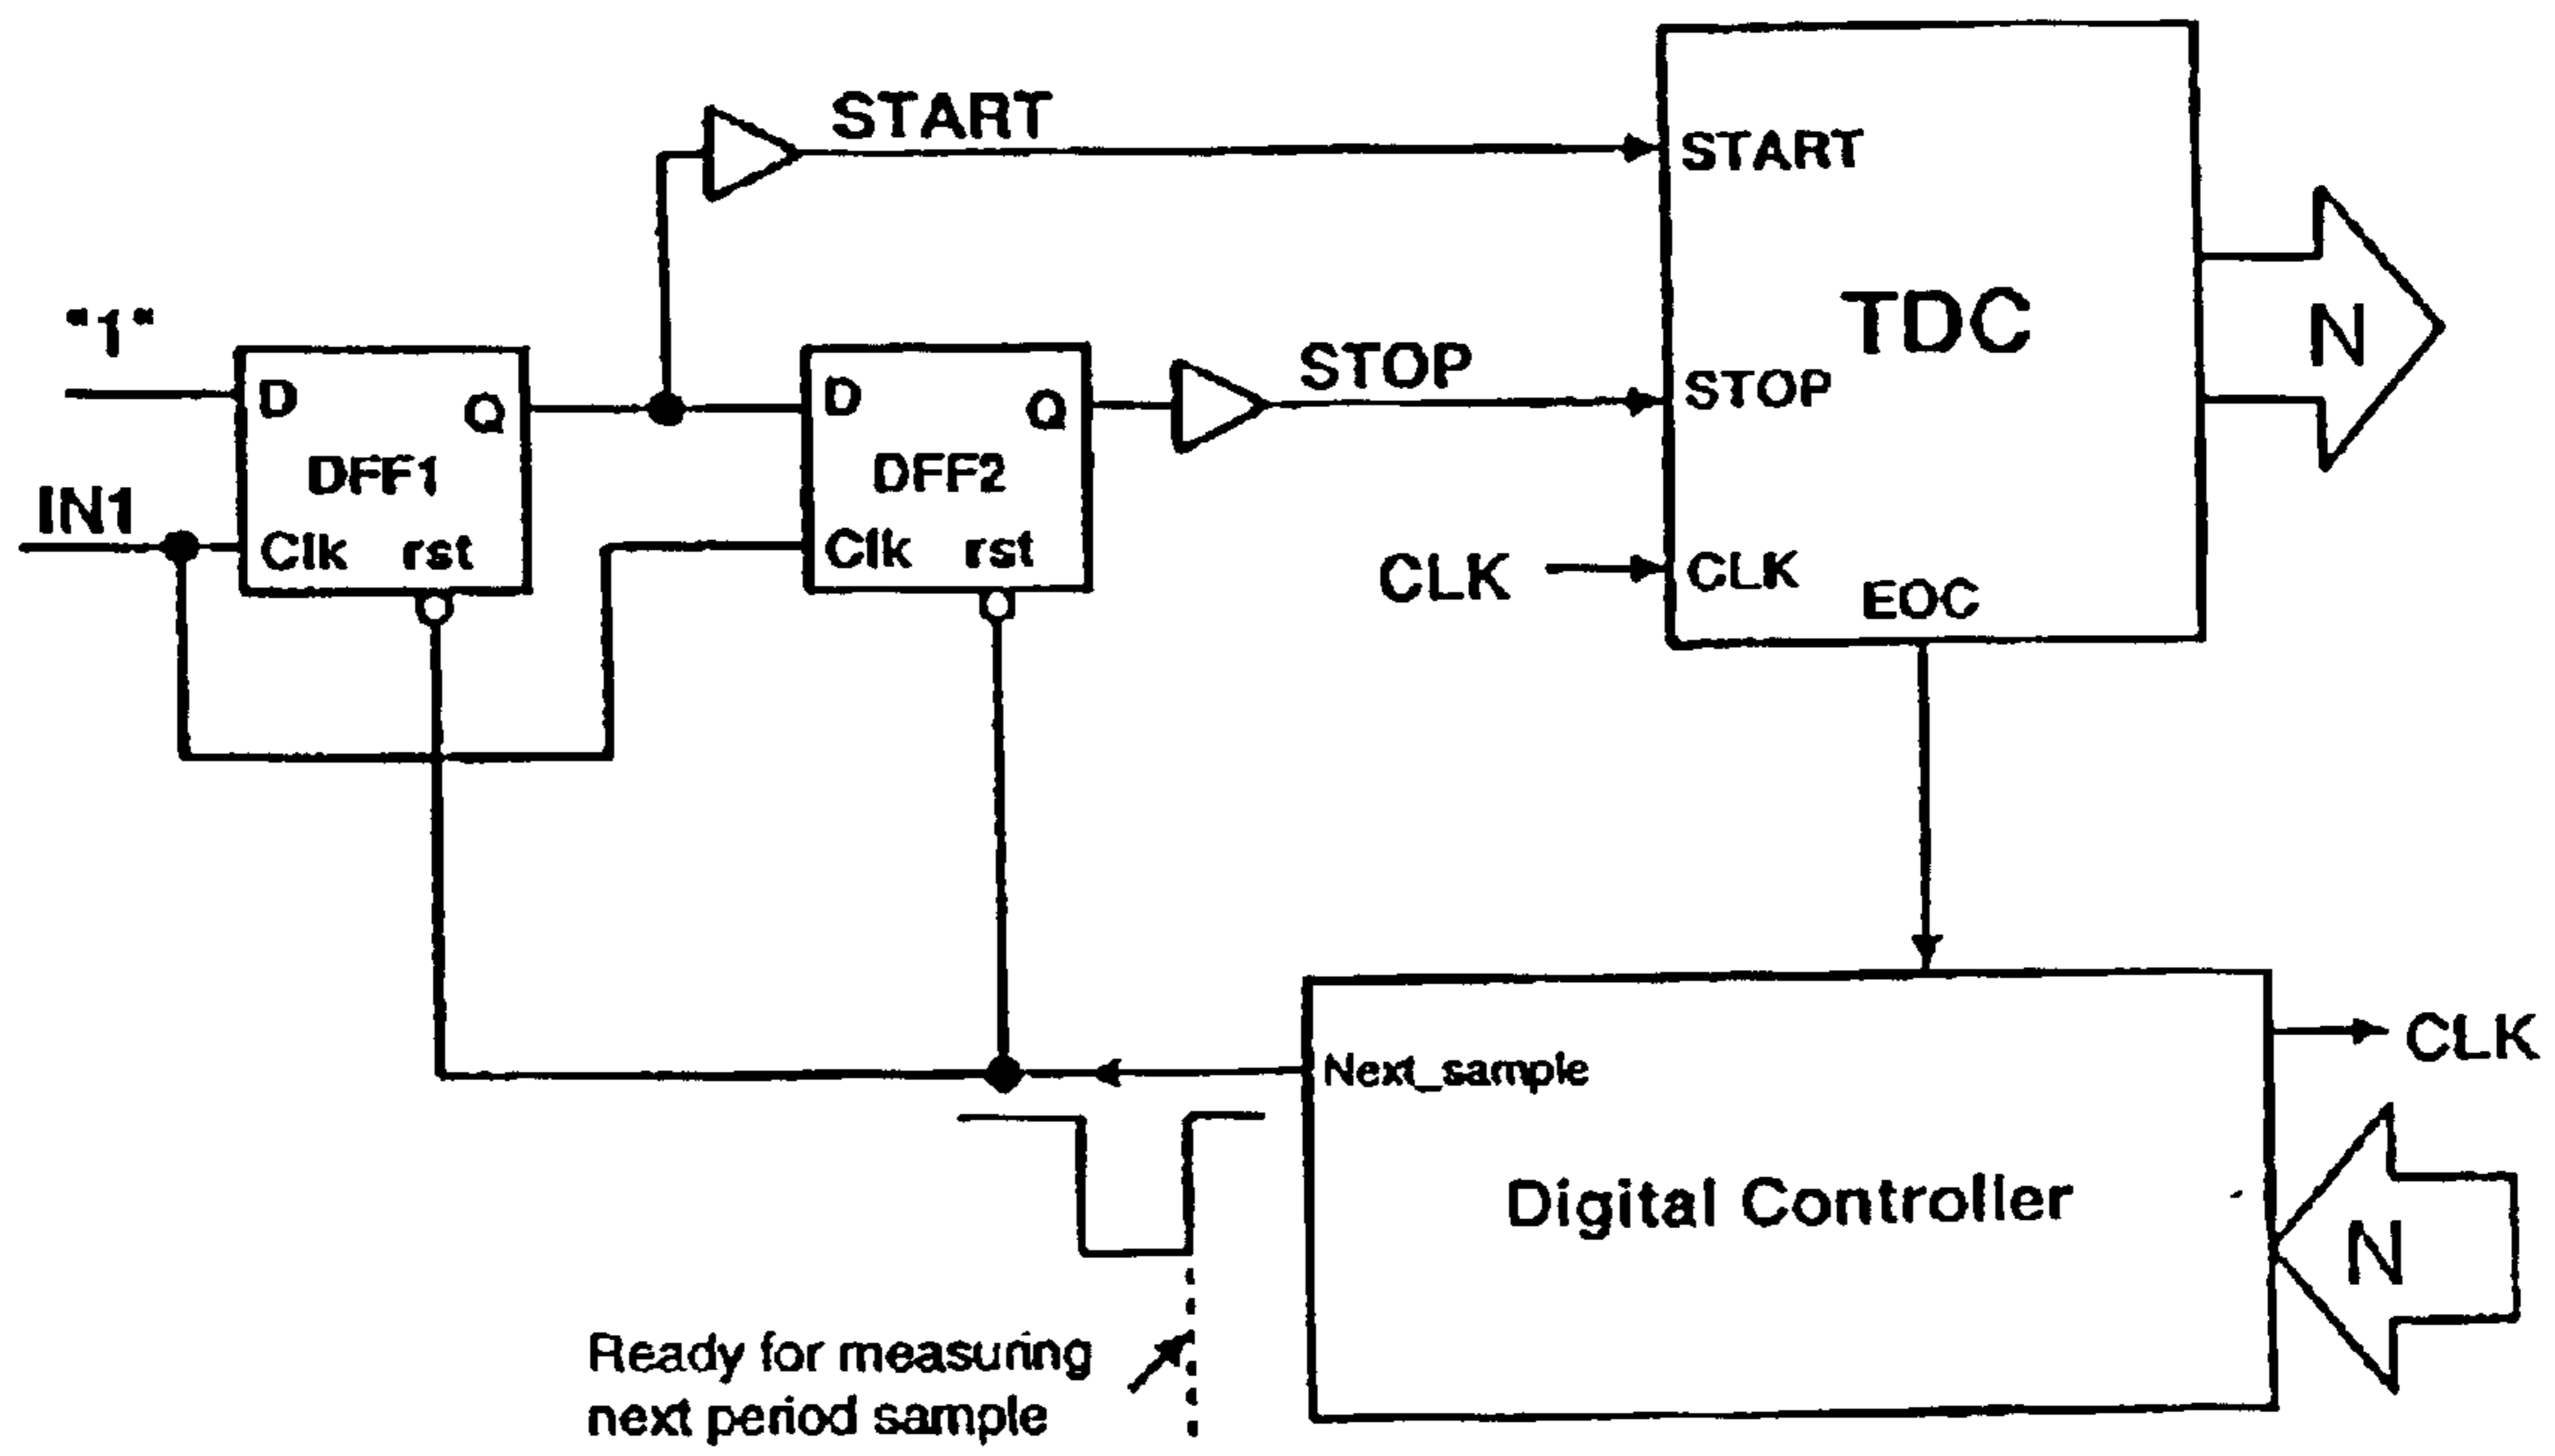 START
START
"1"
D
Q
DFF1
Clk
rst
IN1
D
Q
DFF2
Clk
rst
STOP
STOP
TDC
N
CLK
CLK
EOC
Next_sample
CLK
Digital Controller
N
Ready for measuring
next period sample